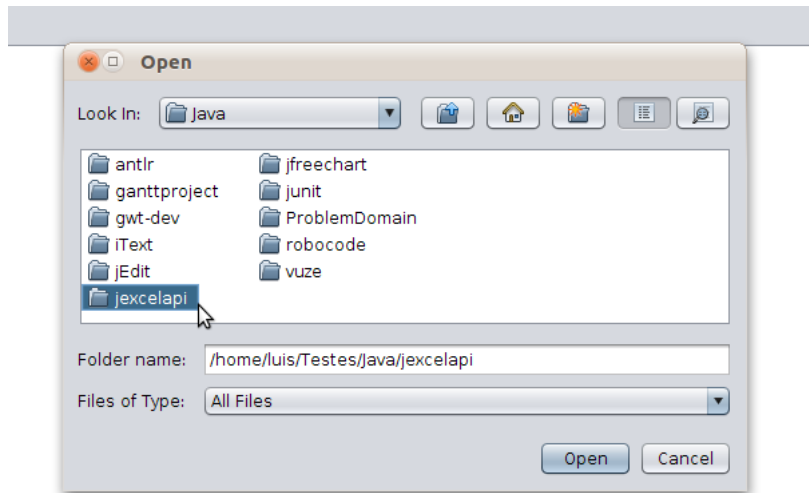 Open
Look In: Java
antlr
ganttproject
gwt-dev
iText
jEdit
jexcelapi
jfreechart
junit
ProblemDomain
robocode
vuze
Folder name: /home/luis/Testes/Java/jexcelapi
Files of Type: All Files
Open Cancel